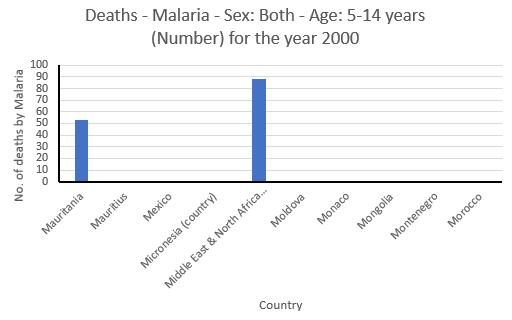 Deaths - Malaria - Sex: Both - Age: 5-14 years
(Number) for the year 2000
No. of deaths by Malaria
100
90
80
70
60
50
40
30
20
10
0
Mauritania
Mauritius
Mexico
Micronesia (country)
Middle East & North Africa...
Moldova
Monaco
Mongolia
Montenegro
Morocco
Country